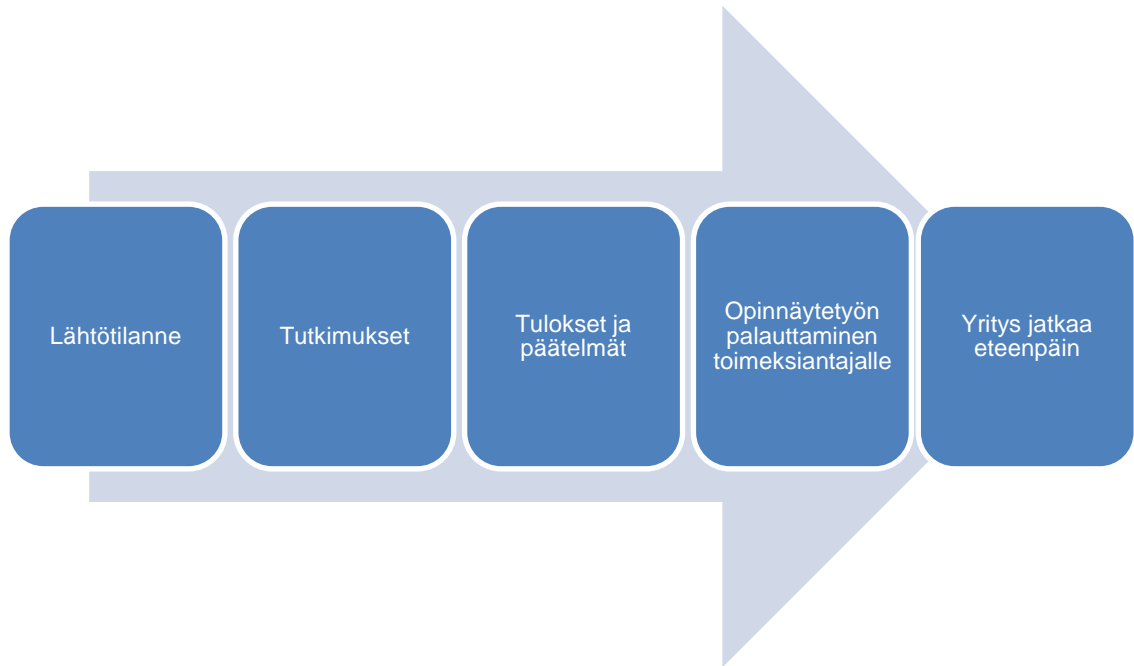 Lähtötilanne
Tutkimukset
Tulokset ja
päätelmät
Opinnäytetyön
palauttaminen
toimeksiantajalle
Yritys jatkaa
eteenpäin